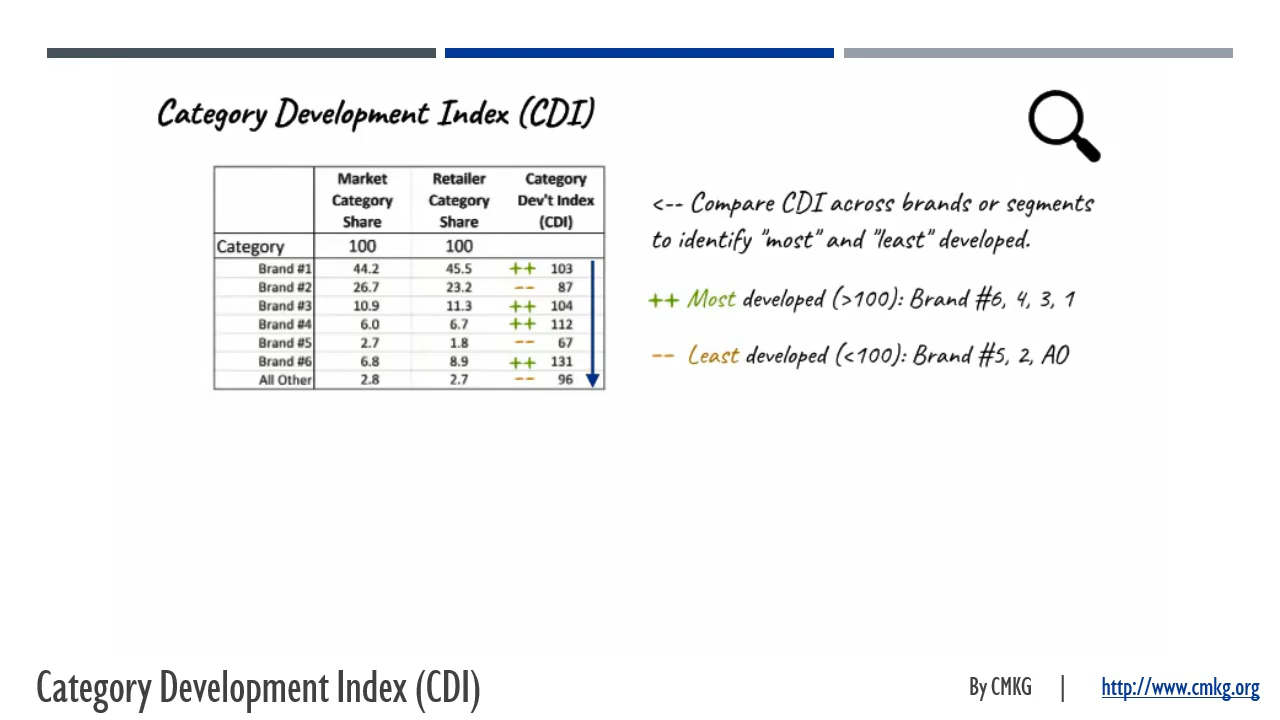 Category Development Index (CDI)
Market Category Share Retailer Category Share Category Dev't Index (CDI)
Category 100 100
Brand #1 44.2 45.5 ++ 103
Brand #2 26.7 23.2 -- 87
Brand #3 10.9 11.3 ++ 104
Brand #4 6.0 6.7 ++ 112
Brand #5 2.7 1.8 -- 67
Brand #6 6.8 8.9 ++ 131
All Other 2.8 2.7 -- 96
<-- Compare CDI across brands or segments
to identify "most" and "least" developed.
++ Most developed (>100): Brand #6, 4, 3, 1
-- Least developed (<100): Brand #5, 2, AO
Category Development Index (CDI)
By CMKG | http://www.cmkg.org